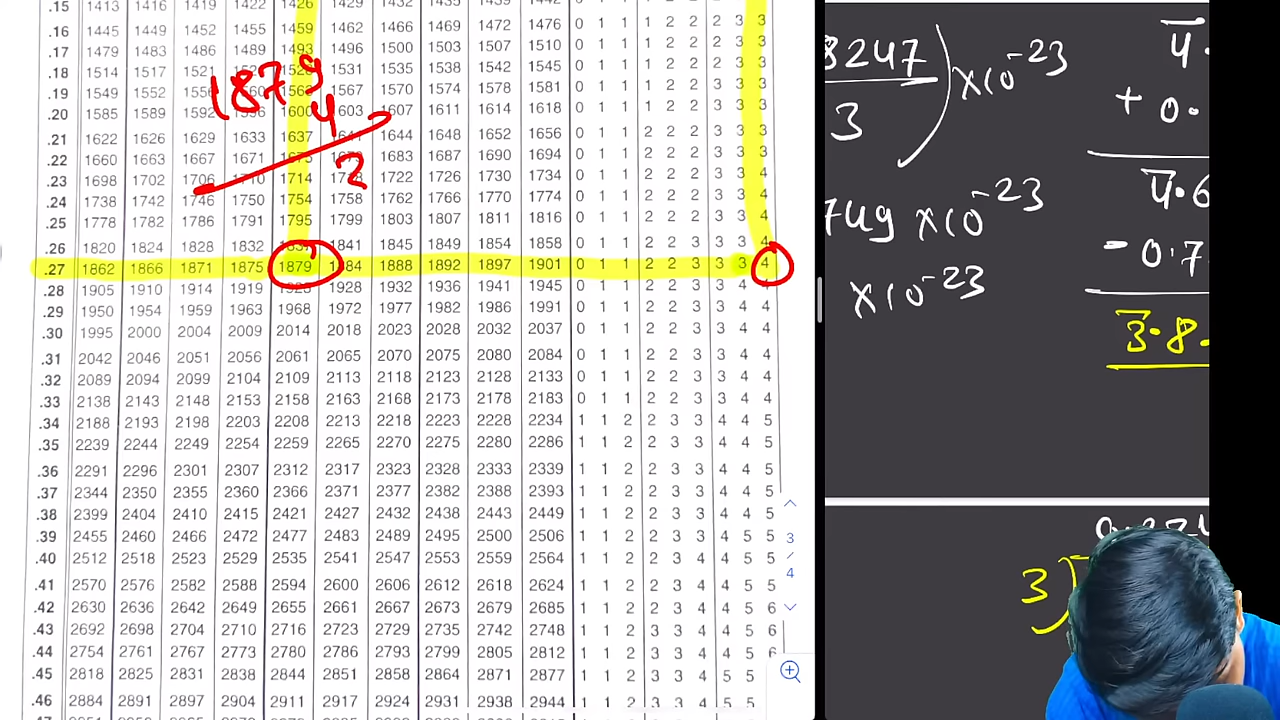 .15 1413 1416 1419 1422 1426 1429 1432 1435 1439 1442
.16 1445 1449 1452 1455 1459 1462 1466 1469 1472 1476 0 1 1 1 2 2 2 3 3
.17 1479 1483 1486 1489 1493 1496 1500 1503 1507 1510 0 1 1 1 2 2 2 3 3
.18 1514 1517 1521 1528 1531 1535 1538 1542 1545 0 1 1 1 2 2 2 3 3
.19 1549 1552 1567 1570 1574 1578 1581 0 1 1 1 2 2 3 3 3
.20 1585 1589 1592 1596 1600 1603 1607 1611 1614 1618 0 1 1 1 2 2 3 3 3
.21 1622 1626 1629 1633 1637 1644 1648 1652 1656 0 1 1 2 2 2 3 3 3
.22 1660 1663 1667 1671 1675 1683 1687 1690 1694 0 1 1 2 2 2 3 3 3
.23 1698 1702 1706 1710 1714 1722 1726 1730 1734 0 1 1 2 2 2 3 3 4
.24 1738 1742 1746 1750 1754 1758 1762 1766 1770 1774 0 1 1 2 2 2 3 3 4
.25 1778 1782 1786 1791 1795 1799 1803 1807 1811 1816 0 1 1 2 2 2 3 3 4
.26 1820 1824 1828 1832 1837 1841 1845 1849 1854 1858 0 1 1 2 2 3 3 3 4
.27 1862 1866 1871 1875 1879 1884 1888 1892 1897 1901 0 1 1 2 2 3 3 3 4
.28 1905 1910 1914 1919 1923 1928 1932 1936 1941 1945 0 1 1 2 2 3 3 4 4
.29 1950 1954 1959 1963 1968 1972 1977 1982 1986 1991 0 1 1 2 2 3 3 4 4
.30 1995 2000 2004 2009 2014 2018 2023 2028 2032 2037 0 1 1 2 2 3 3 4 4
.31 2042 2046 2051 2056 2061 2065 2070 2075 2080 2084 0 1 1 2 2 3 3 4 4
.32 2089 2094 2099 2104 2109 2113 2118 2123 2128 2133 0 1 1 2 2 3 3 4 4
.33 2138 2143 2148 2153 2158 2163 2168 2173 2178 2183 0 1 1 2 2 3 3 4 4
.34 2188 2193 2198 2203 2208 2213 2218 2223 2228 2234 1 1 2 2 3 3 4 4 5
.35 2239 2244 2249 2254 2259 2265 2270 2275 2280 2286 1 1 2 2 3 3 4 4 5
.36 2291 2296 2301 2307 2312 2317 2323 2328 2333 2339 1 1 2 2 3 3 4 4 5
.37 2344 2350 2355 2360 2366 2371 2377 2382 2388 2393 1 1 2 2 3 3 4 4 5
.38 2399 2404 2410 2415 2421 2427 2432 2438 2443 2449 1 1 2 2 3 3 4 4 5
.39 2455 2460 2466 2472 2477 2483 2489 2495 2500 2506 1 1 2 2 3 3 4 5 5
.40 2512 2518 2523 2529 2535 2541 2547 2553 2559 2564 1 1 2 2 3 4 4 5 5
.41 2570 2576 2582 2588 2594 2600 2606 2612 2618 2624 1 1 2 2 3 4 4 5 5
.42 2630 2636 2642 2649 2655 2661 2667 2673 2679 2685 1 1 2 2 3 4 4 5 6
.43 2692 2698 2704 2710 2716 2723 2729 2735 2742 2748 1 1 2 3 3 4 4 5 6
.44 2754 2761 2767 2773 2780 2786 2793 2799 2805 2812 1 1 2 3 3 4 4 5 6
.45 2818 2825 2831 2838 2844 2851 2858 2864 2871 2877 1 1 2 3 3 4 5 5
.46 2884 2891 2897 2904 2911 2917 2924 2931 2938 2944 1 1 2 3 3 4 5 5
1879
4
2
3
/
4
8247
3
)×10⁻²³
749 ×10⁻²³
×10⁻²³
4̅.
+ 0.
4̅.6
- 0.7
3̅.8.
3